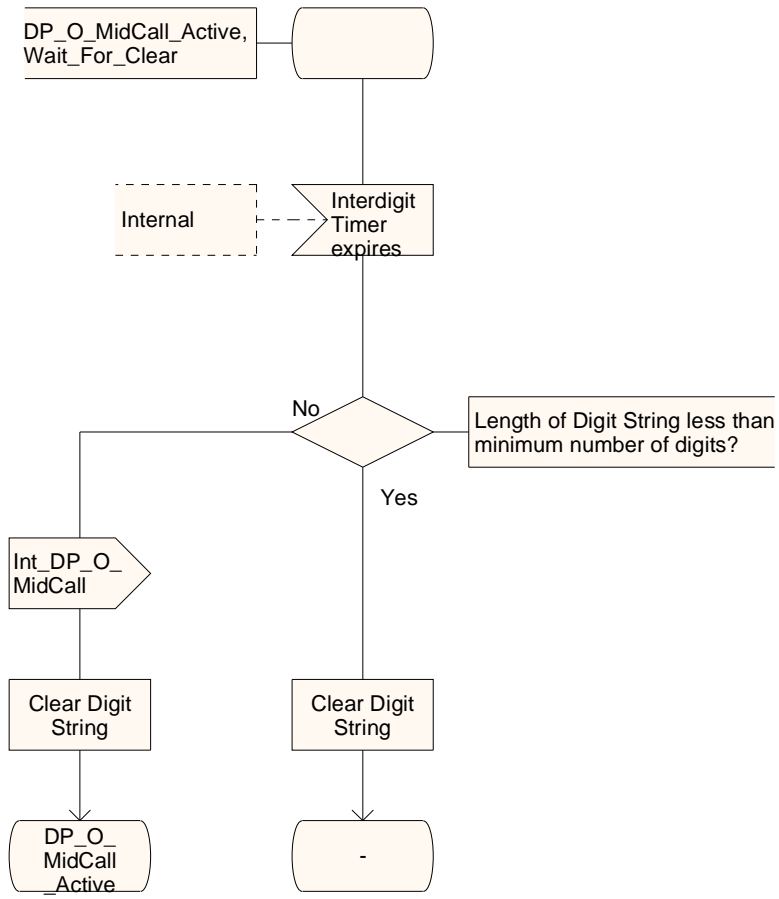 DP_O_MidCall_Active,
Wait_For_Clear
Internal
Interdigit
Timer
expires
No
Length of Digit String less than
minimum number of digits?
Yes
Int_DP_O_
MidCall
Clear Digit
String
Clear Digit
String
DP_O_
MidCall
_Active
-